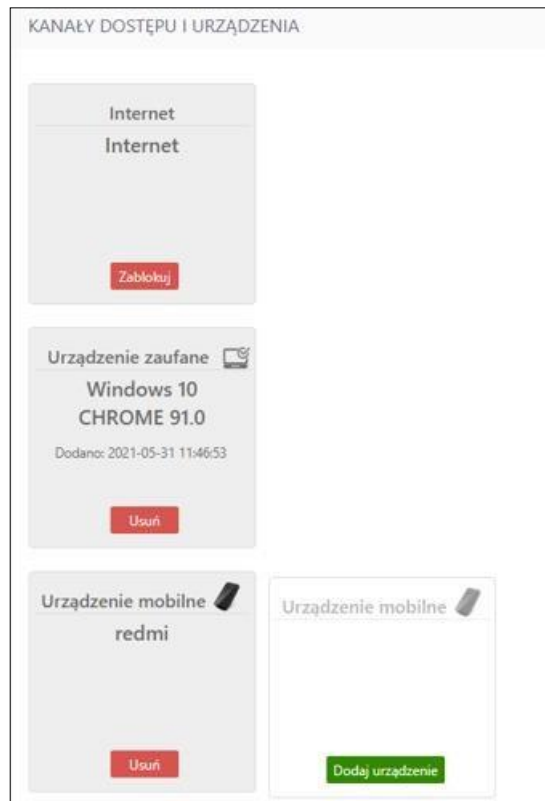 KANAŁY DOSTĘPU I URZĄDZENIA
Internet
Internet
Zablokuj
Urządzenie zaufane
Windows 10
CHROME 91.0
Dodano: 2021-05-31 11:46:53
Usuń
Urządzenie mobilne
redmi
Usuń
Urządzenie mobilne
Dodaj urządzenie